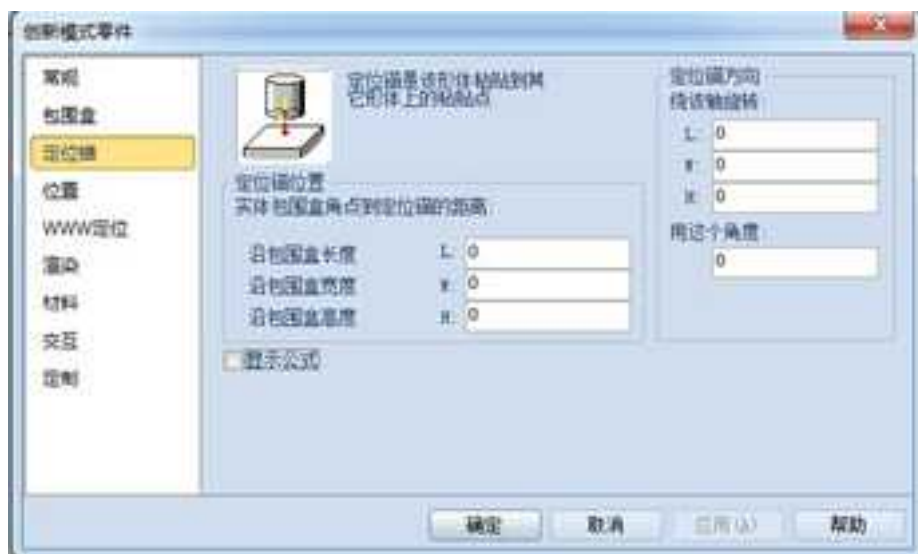 创新模式零件
常规
包围盒
定位锚
位置
WWW定位
渲染
材料
交互
定制
定位锚是该形体粘贴到其
它形体上的粘贴点
定位锚位置
实体包围盒角点到定位锚的距离
沿包围盒长度 L: 0
沿包围盒宽度 W: 0
沿包围盒高度 H: 0
显示公式
定位锚方向
绕该轴旋转
L: 0
W: 0
H: 0
用这个角度
0
确定
取消
应用(A)
帮助